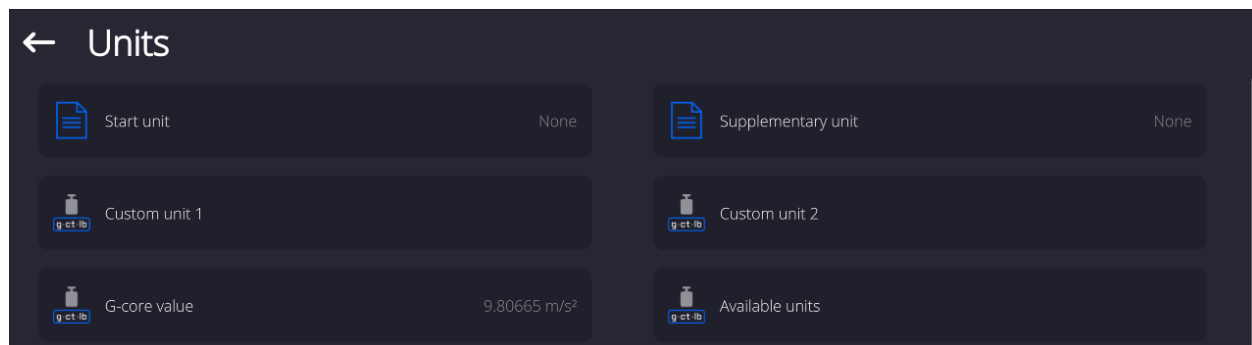 ← Units
Start unit None
Supplementary unit None
g·ct·lb Custom unit 1
g·ct·lb Custom unit 2
g·ct·lb G-core value 9.80665 m/s²
g·ct·lb Available units